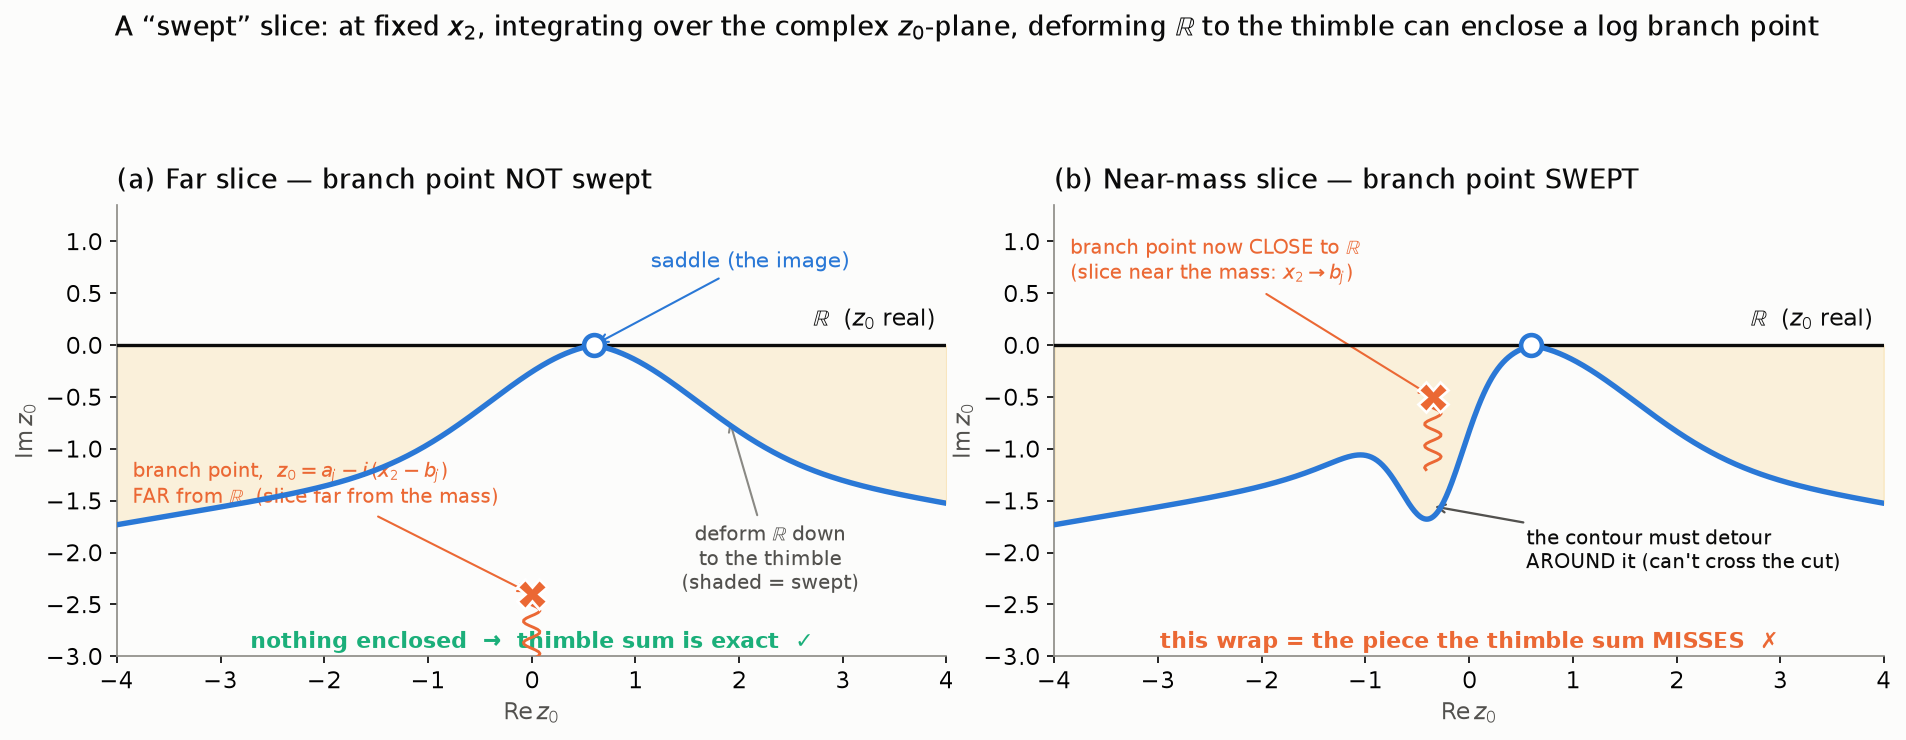 A “swept” slice: at fixed x₂, integrating over the complex z₀-plane, deforming ℝ to the thimble can enclose a log branch point
(a) Far slice — branch point NOT swept
saddle (the image)
ℝ (z₀ real)
branch point, z₀ = aⱼ − i(x₂ − bⱼ)
FAR from ℝ (slice far from the mass)
deform ℝ down
to the thimble
(shaded = swept)
nothing enclosed → thimble sum is exact ✓
1.0
0.5
0.0
−0.5
−1.0
−1.5
−2.0
−2.5
−3.0
−4 −3 −2 −1 0 1 2 3 4
Im z₀
Re z₀
(b) Near-mass slice — branch point SWEPT
branch point now CLOSE to ℝ
(slice near the mass: x₂ → bⱼ)
ℝ (z₀ real)
the contour must detour
AROUND it (can't cross the cut)
this wrap = the piece the thimble sum MISSES ✗
1.0
0.5
0.0
−0.5
−1.0
−1.5
−2.0
−2.5
−3.0
−4 −3 −2 −1 0 1 2 3 4
Im z₀
Re z₀